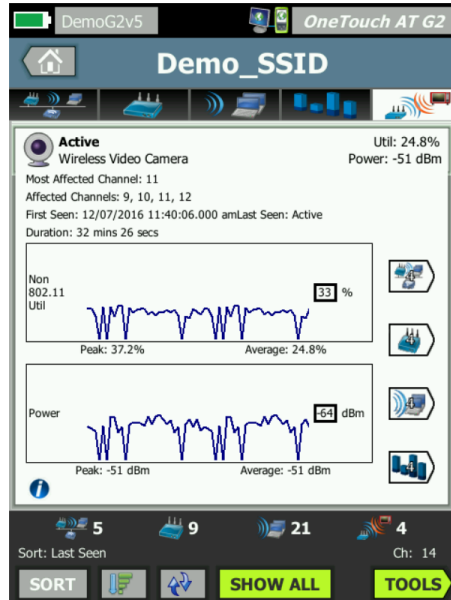 DemoG2v5
OneTouch AT G2
Demo_SSID
Active
Util: 24.8%
Wireless Video Camera
Power: -51 dBm
Most Affected Channel: 11
Affected Channels: 9, 10, 11, 12
First Seen: 12/07/2016 11:40:06.000 amLast Seen: Active
Duration: 32 mins 26 secs
Non
802.11
Util
33 %
Peak: 37.2%
Average: 24.8%
Power
-64 dBm
Peak: -51 dBm
Average: -51 dBm
i
5
9
21
4
Sort: Last Seen
Ch: 14
SORT
SHOW ALL
TOOLS